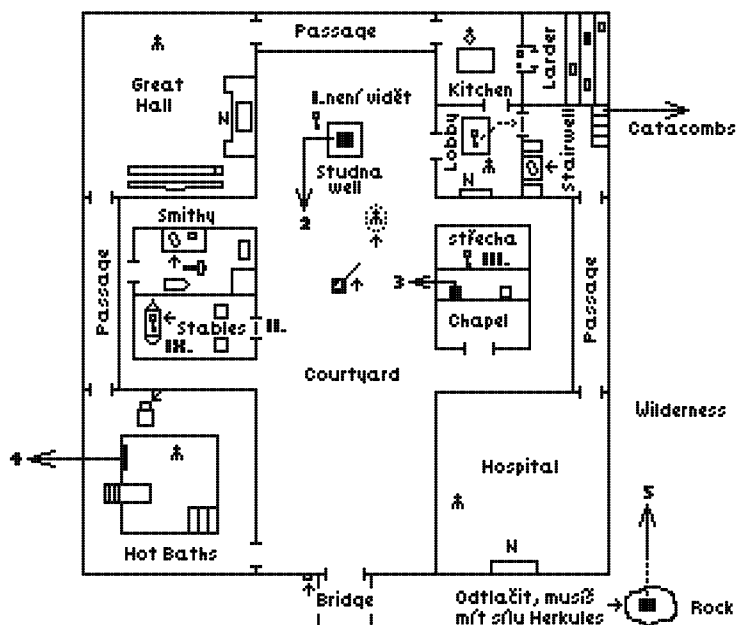 Passage
Great
Hall
N
Kitchen
Larder
1.není vidět
Lobby
N
Catacombs
Stairwell
Studna
well
2
Smithy
střecha
III.
3
Passage
Stables
II.
IX.
Chapel
Passage
Courtyard
Wilderness
4
Hospital
5
Hot Baths
N
Bridge
Odtlačit, musíš
mít sílu Herkules
Rock